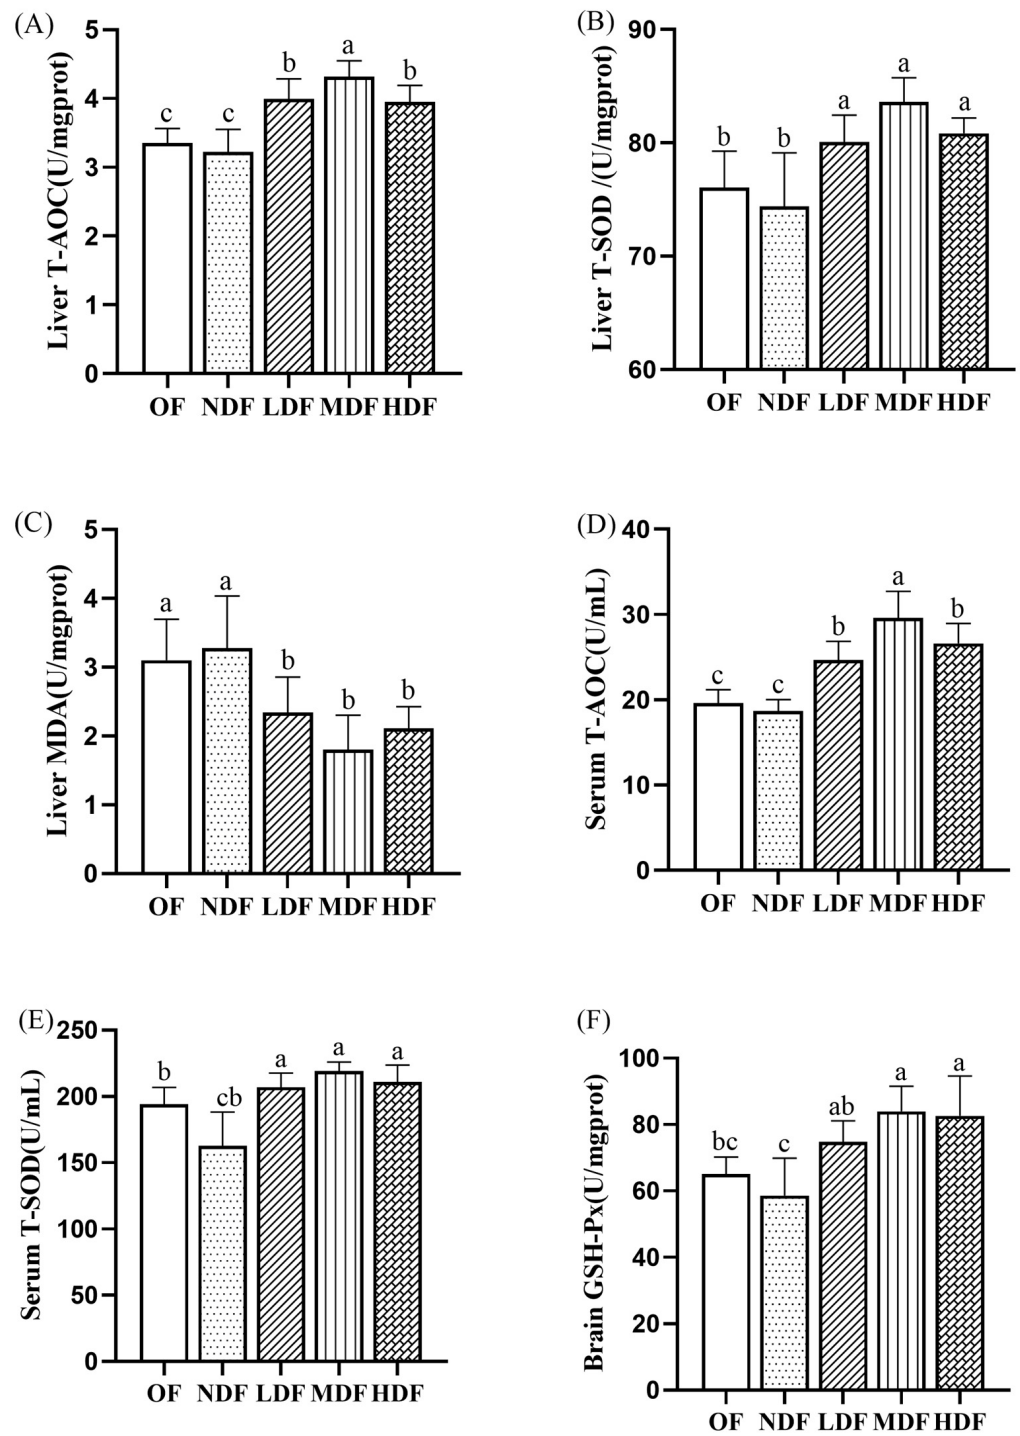 (A)
Liver T-AOC(U/mgprot)
5
4
3
2
1
0
c
c
b
a
b
OF NDF LDF MDF HDF
(B)
Liver T-SOD /(U/mgprot)
90
80
70
60
b
b
a
a
a
OF NDF LDF MDF HDF
(C)
Liver MDA(U/mgprot)
5
4
3
2
1
0
a
a
b
b
b
OF NDF LDF MDF HDF
(D)
Serum T-AOC(U/mL)
40
30
20
10
0
c
c
b
a
b
OF NDF LDF MDF HDF
(E)
Serum T-SOD(U/mL)
250
200
150
100
50
0
b
cb
a
a
a
OF NDF LDF MDF HDF
(F)
Brain GSH-Px(U/mgprot)
100
80
60
40
20
0
bc
c
ab
a
a
OF NDF LDF MDF HDF